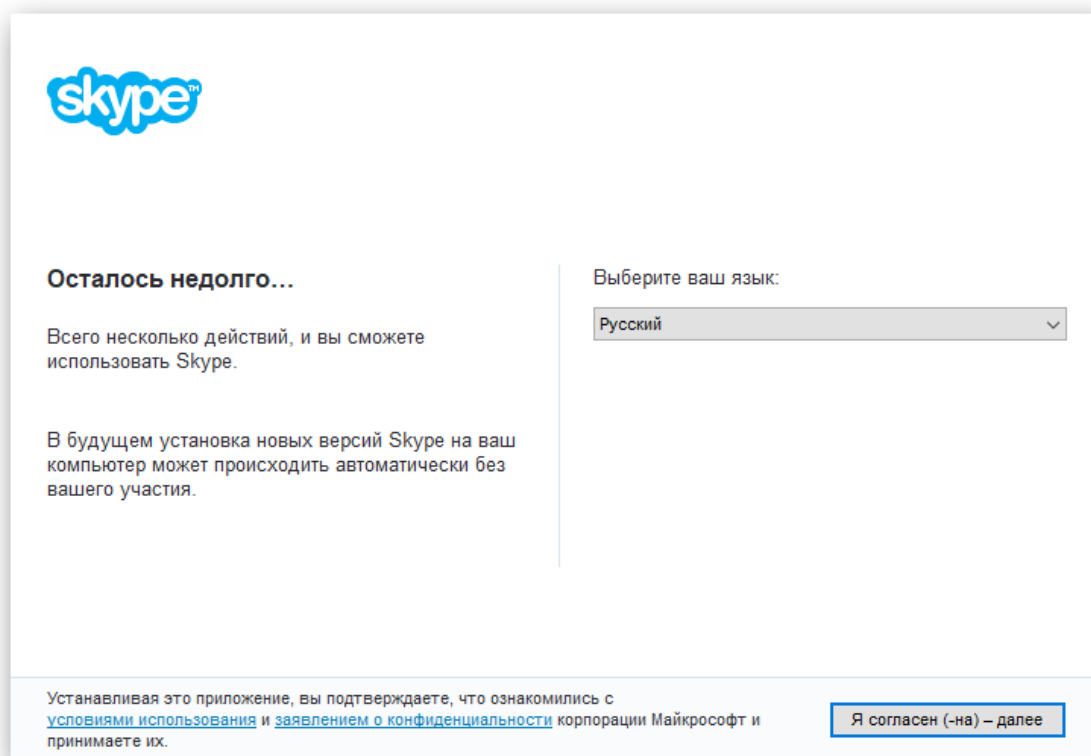 skype™
Осталось недолго...
Всего несколько действий, и вы сможете
использовать Skype.
В будущем установка новых версий Skype на ваш
компьютер может происходить автоматически без
вашего участия.
Выберите ваш язык:
Русский
Устанавливая это приложение, вы подтверждаете, что ознакомились с
условиями использования и заявлением о конфиденциальности корпорации Майкрософт и
принимаете их.
Я согласен (-на) – далее